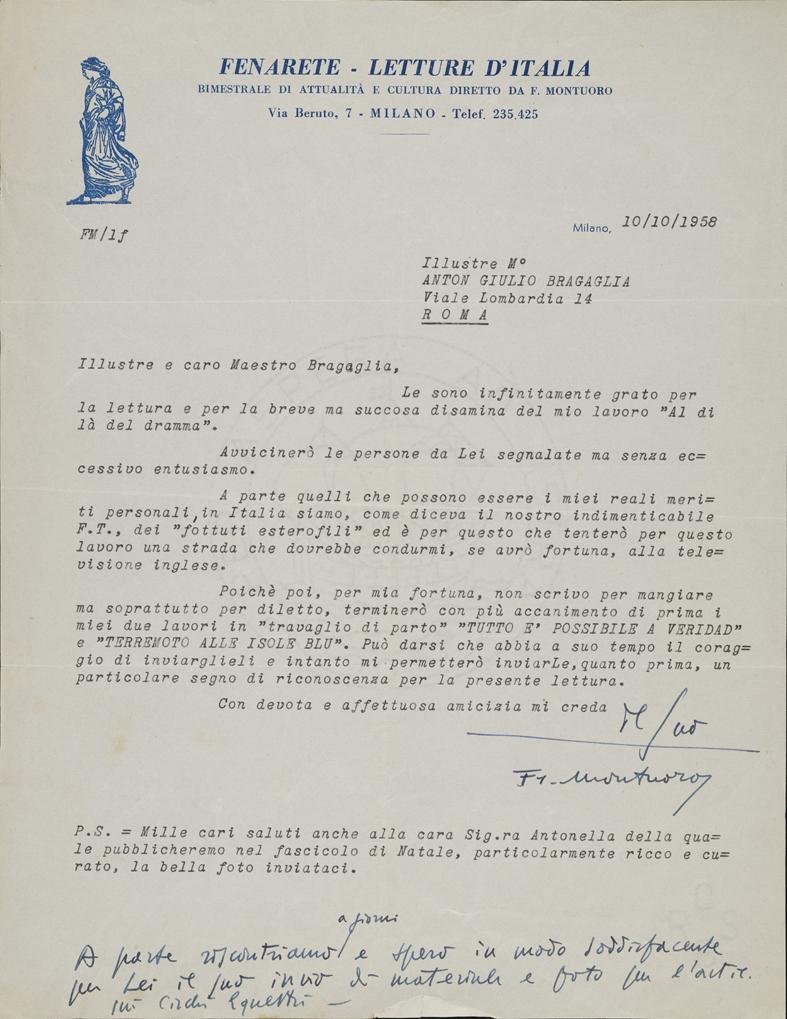 FENARETE - LETTURE D'ITALIA
BIMESTRALE DI ATTUALITÀ E CULTURA DIRETTO DA F. MONTUORO
Via Beruto, 7 - MILANO - Telef. 235.425
FM/lf
Milano, 10/10/1958
Illustre M°
ANTON GIULIO BRAGAGLIA
Viale Lombardia 14
R O M A
Illustre e caro Maestro Bragaglia,
Le sono infinitamente grato per
la lettura e per la breve ma succosa disamina del mio lavoro "Al di
là del dramma".
Avvicinerò le persone da Lei segnalate ma senza ec=
cessivo entusiasmo.
A parte quelli che possono essere i miei reali meri=
ti personali, in Italia siamo, come diceva il nostro indimenticabile
F.T., dei "fottuti esterofili" ed è per questo che tenterò per questo
lavoro una strada che dovrebbe condurmi, se avrò fortuna, alla tele=
visione inglese.
Poichè poi, per mia fortuna, non scrivo per mangiare
ma soprattutto per diletto, terminerò con più accanimento di prima i
miei due lavori in "travaglio di parto" "TUTTO E' POSSIBILE A VERIDAD"
e "TERREMOTO ALLE ISOLE BLU". Può darsi che abbia a suo tempo il corag=
gio di inviarglieli e intanto mi permetterò inviarLe, quanto prima, un
particolare segno di riconoscenza per la presente lettura.
Con devota e affettuosa amicizia mi creda il suo
Fr. Montuoro
P.S. = Mille cari saluti anche alla cara Sig.ra Antonella della qua=
le pubblicheremo nel fascicolo di Natale, particolarmente ricco e cu=
rato, la bella foto inviataci.
a giorni
A parte riscontriamo e spero in modo soddisfacente
per Lei il suo invio di materiale e foto per l'artic.
sui Circhi Equestri —